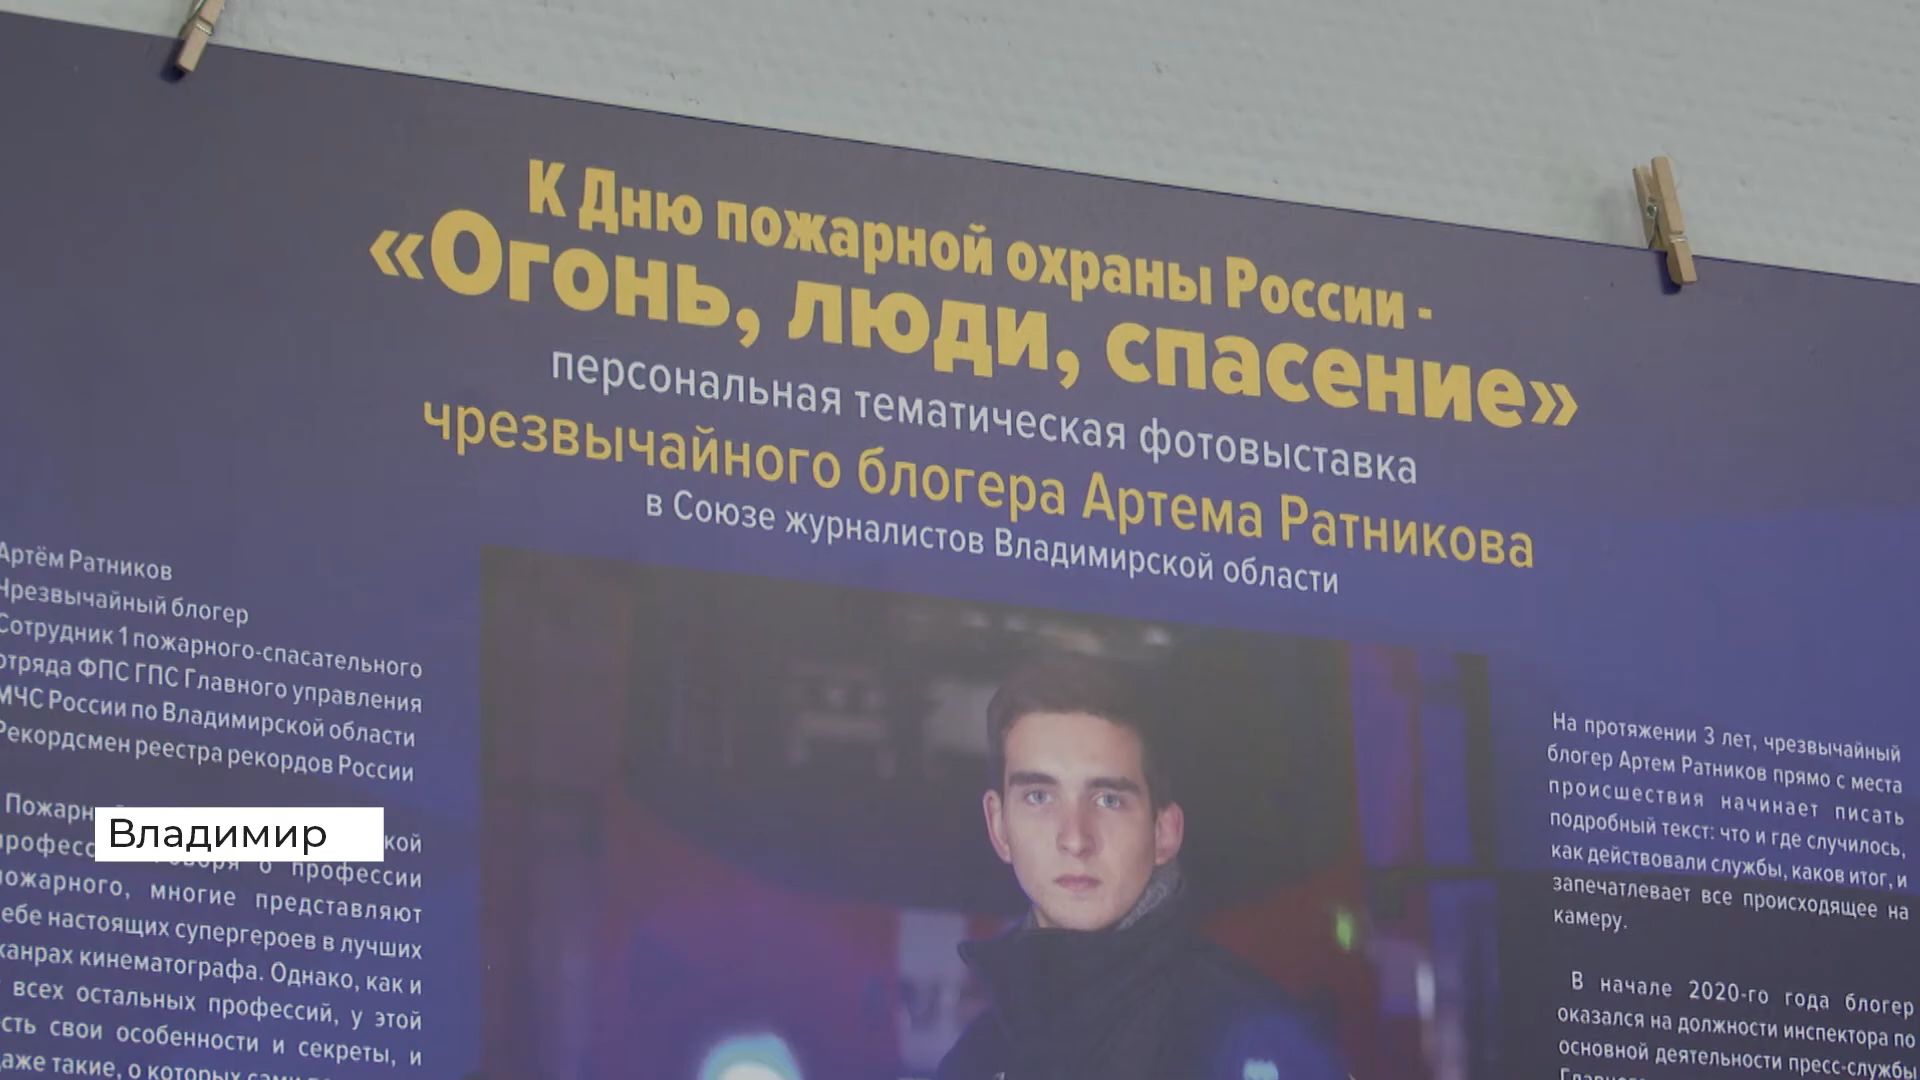 К Дню пожарной охраны России -
«Огонь, люди, спасение»
персональная тематическая фотовыставка
чрезвычайного блогера Артема Ратникова
в Союзе журналистов Владимирской области
Артём Ратников
Чрезвычайный блогер
Сотрудник 1 пожарно-спасательного
отряда ФПС ГПС Главного управления
МЧС России по Владимирской области
Рекордсмен реестра рекордов России
о профессии
пожарного, многие представляют
себе настоящих супергероев в лучших
жанрах кинематографа. Однако, как и
всех остальных профессий, у этой
есть свои особенности и секреты, и
даже такие, о которых сами
Владимир
На протяжении 3 лет, чрезвычайный
блогер Артем Ратников прямо с места
происшествия начинает писать
подробный текст: что и где случилось,
как действовали службы, каков итог, и
запечатлевает все происходящее на
камеру.
В начале 2020-го года блогер
оказался на должности инспектора по
основной деятельности пресс-службы